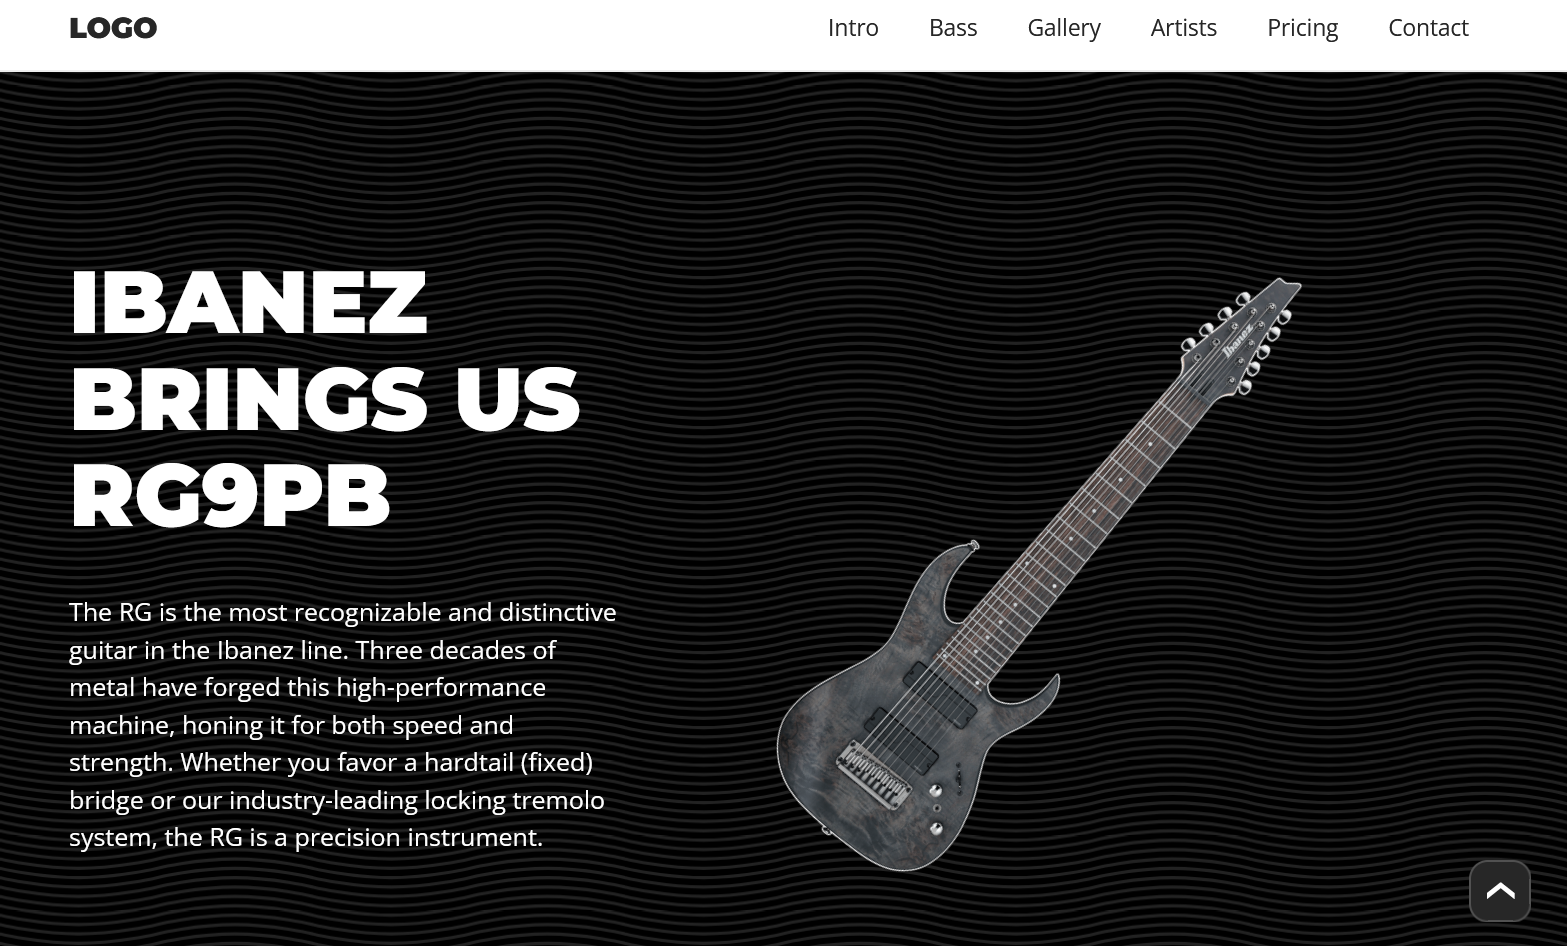 LOGO
Intro Bass Gallery Artists Pricing Contact
IBANEZ
BRINGS US
RG9PB
The RG is the most recognizable and distinctive
guitar in the Ibanez line. Three decades of
metal have forged this high-performance
machine, honing it for both speed and
strength. Whether you favor a hardtail (fixed)
bridge or our industry-leading locking tremolo
system, the RG is a precision instrument.
Ibanez